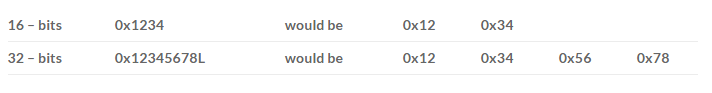 16 – bits 0x1234 would be 0x12 0x34
32 – bits 0x12345678L would be 0x12 0x34 0x56 0x78